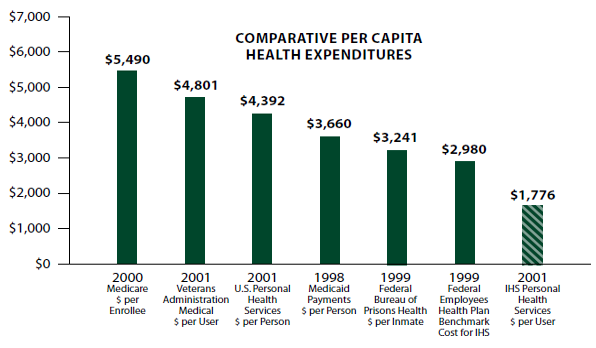 COMPARATIVE PER CAPITA
HEALTH EXPENDITURES
$7,000
$6,000
$5,000
$4,000
$3,000
$2,000
$1,000
$0
$5,490
$4,801
$4,392
$3,660
$3,241
$2,980
$1,776
2000
Medicare
$ per
Enrollee
2001
Veterans
Administration
Medical
$ per User
2001
U.S. Personal
Health
Services
$ per Person
1998
Medicaid
Payments
$ per Person
1999
Federal
Bureau of
Prisons Health
$ per Inmate
1999
Federal
Employees
Health Plan
Benchmark
Cost for IHS
2001
IHS Personal
Health
Services
$ per User